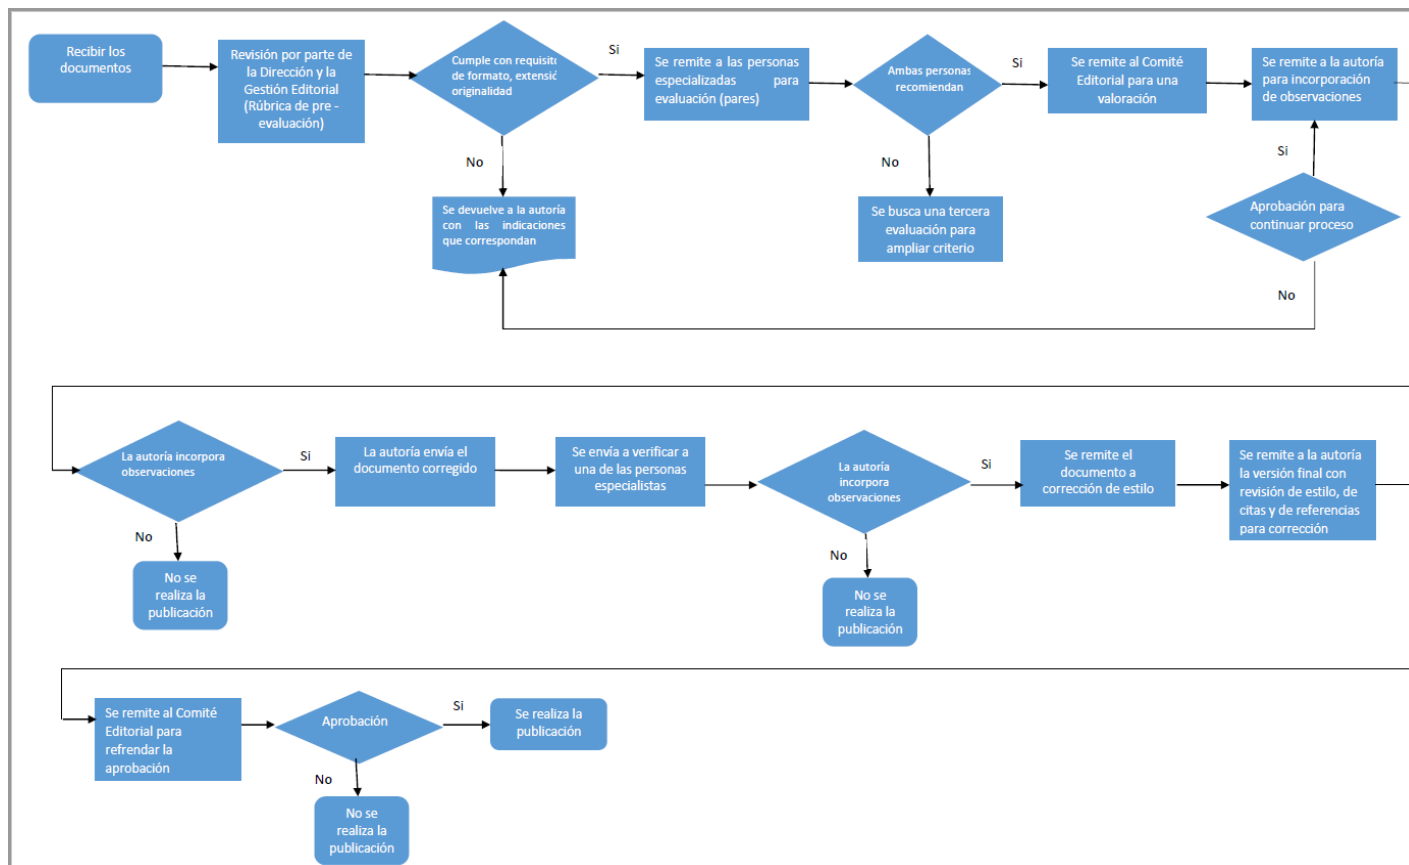 Recibir los
documentos
Revisión por parte de
la Dirección y la
Gestión Editorial
(Rúbrica de pre -
evaluación)
Cumple con requisito
de formato, extensió
originalidad
Si
No
Se devuelve a la autoría
con las indicaciones
que correspondan
Se remite a las personas
especializadas para
evaluación (pares)
Ambas personas
recomiendan
Si
No
Se busca una tercera
evaluación para
ampliar criterio
Se remite al Comité
Editorial para una
valoración
Se remite a la autoría
para incorporación
de observaciones
Si
Aprobación para
continuar proceso
No
La autoría incorpora
observaciones
Si
No
No se
realiza la
publicación
La autoría envía el
documento corregido
Se envía a verificar a
una de las personas
especialistas
La autoría
incorpora
observaciones
Si
No
No se
realiza la
publicación
Se remite el
documento a
corrección de estilo
Se remite a la autoría
la versión final con
revisión de estilo, de
citas y de referencias
para corrección
Se remite al Comité
Editorial para
refrendar la
aprobación
Aprobación
Si
No
Se realiza la
publicación
No se
realiza la
publicación